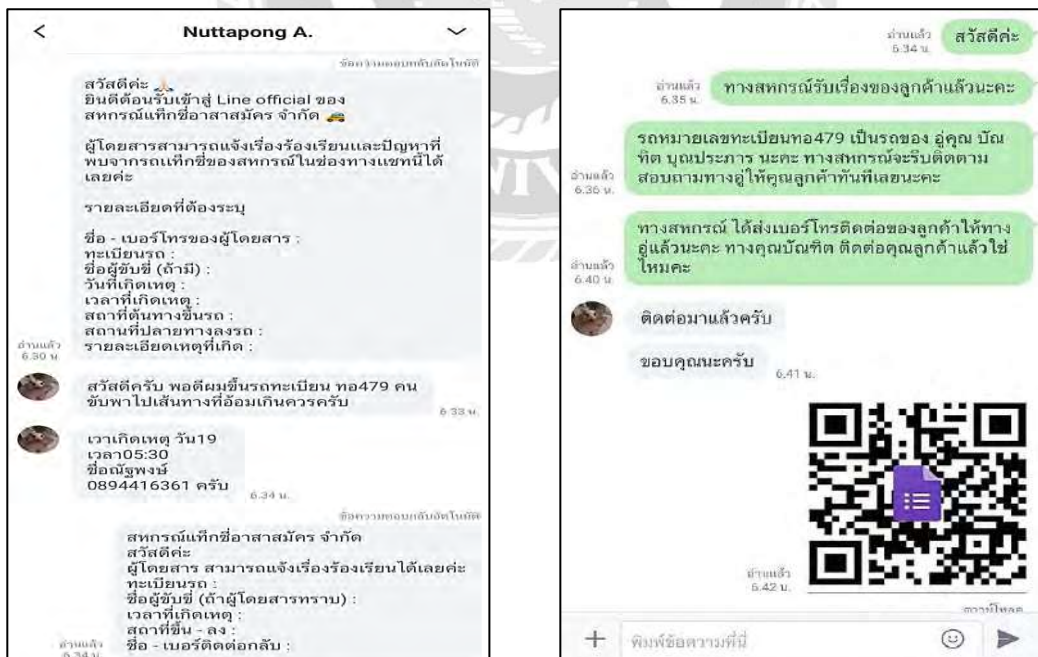 Nuttapong A.
ข้อความตอบกลับอัตโนมัติ
สวัสดีค่ะ 🙏
ยินดีต้อนรับเข้าสู่ Line official ของ
สหกรณ์แท็กซี่อาสาสมัคร จำกัด 🚕
ผู้โดยสารสามารถแจ้งเรื่องร้องเรียนและปัญหาที่
พบจากรถแท็กซี่ของสหกรณ์ในช่องทางแชทนี้ได้
เลยค่ะ
รายละเอียดที่ต้องระบุ
ชื่อ - เบอร์โทรของผู้โดยสาร :
ทะเบียนรถ :
ชื่อผู้ขับขี่ (ถ้ามี) :
วันที่เกิดเหตุ :
เวลาที่เกิดเหตุ :
สถาที่ต้นทางขึ้นรถ :
สถานที่ปลายทางลงรถ :
รายละเอียดเหตุที่เกิด :
อ่านแล้ว
6.30 น.
สวัสดีครับ พอดีผมขึ้นรถทะเบียน ทอ479 คน
ขับพาไปเส้นทางที่อ้อมเกินควรครับ
6.33 น.
เวาเกิดเหตุ วัน19
เวลา05:30
ชื่อณัฐพงษ์
0894416361 ครับ
6.34 น.
ข้อความตอบกลับอัตโนมัติ
สหกรณ์แท็กซี่อาสาสมัคร จำกัด
สวัสดีค่ะ
ผู้โดยสาร สามารถแจ้งเรื่องร้องเรียนได้เลยค่ะ
ทะเบียนรถ :
ชื่อผู้ขับขี่ (ถ้าผู้โดยสารทราบ) :
เวลาที่เกิดเหตุ :
สถาที่ขึ้น - ลง :
ชื่อ - เบอร์ติดต่อกลับ :
อ่านแล้ว
6.34 น.
สวัสดีค่ะ
อ่านแล้ว
6.34 น.
ทางสหกรณ์รับเรื่องของลูกค้าแล้วนะคะ
อ่านแล้ว
6.35 น.
รถหมายเลขทะเบียนทอ479 เป็นรถของ อู่คุณ บัณ
ฑิต บุณประภาร นะคะ ทางสหกรณ์จะรีบติดตาม
สอบถามทางอู่ให้คุณลูกค้าทันทีเลยนะคะ
อ่านแล้ว
6.36 น.
ทางสหกรณ์ ได้ส่งเบอร์โทรติดต่อของลูกค้าให้ทาง
อู่แล้วนะคะ ทางคุณบัณฑิต ติดต่อคุณลูกค้าแล้วใช่
ไหมคะ
อ่านแล้ว
6.40 น.
ติดต่อมาแล้วครับ
ขอบคุณนะครับ
6.41 น.
อ่านแล้ว
6.42 น.
ดาวน์โหลด
พิมพ์ข้อความที่นี่